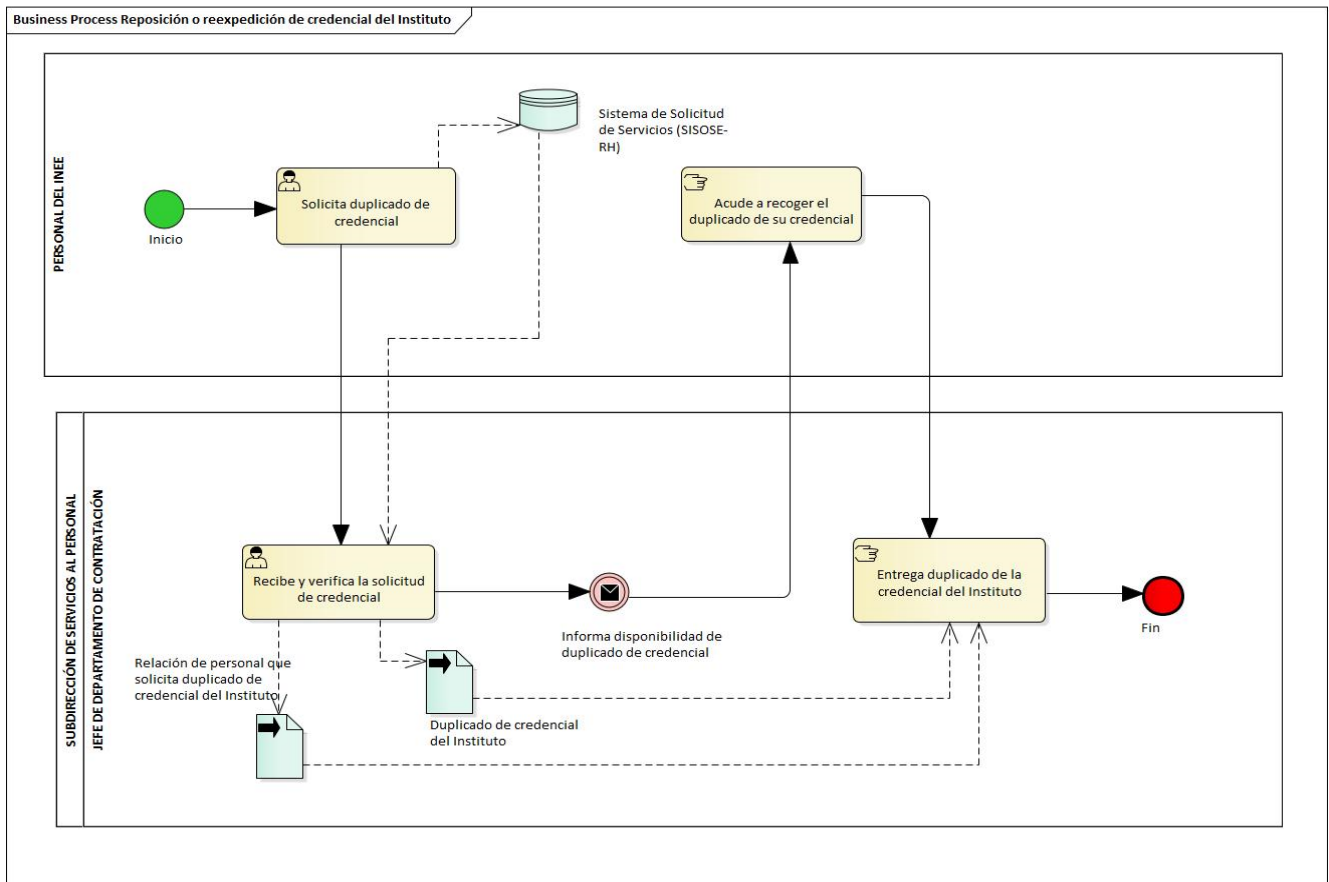 Business Process Reposición o reexpedición de credencial del Instituto
PERSONAL DEL INEE
Inicio
Solicita duplicado de
credencial
Sistema de Solicitud
de Servicios (SISOSE-
RH)
Acude a recoger el
duplicado de su credencial
SUBDIRECCIÓN DE SERVICIOS AL PERSONAL
JEFE DE DEPARTAMENTO DE CONTRATACIÓN
Recibe y verifica la solicitud
de credencial
Informa disponibilidad de
duplicado de credencial
Entrega duplicado de la
credencial del Instituto
Fin
Relación de personal que
solicita duplicado de
credencial del Instituto
Duplicado de credencial
del Instituto